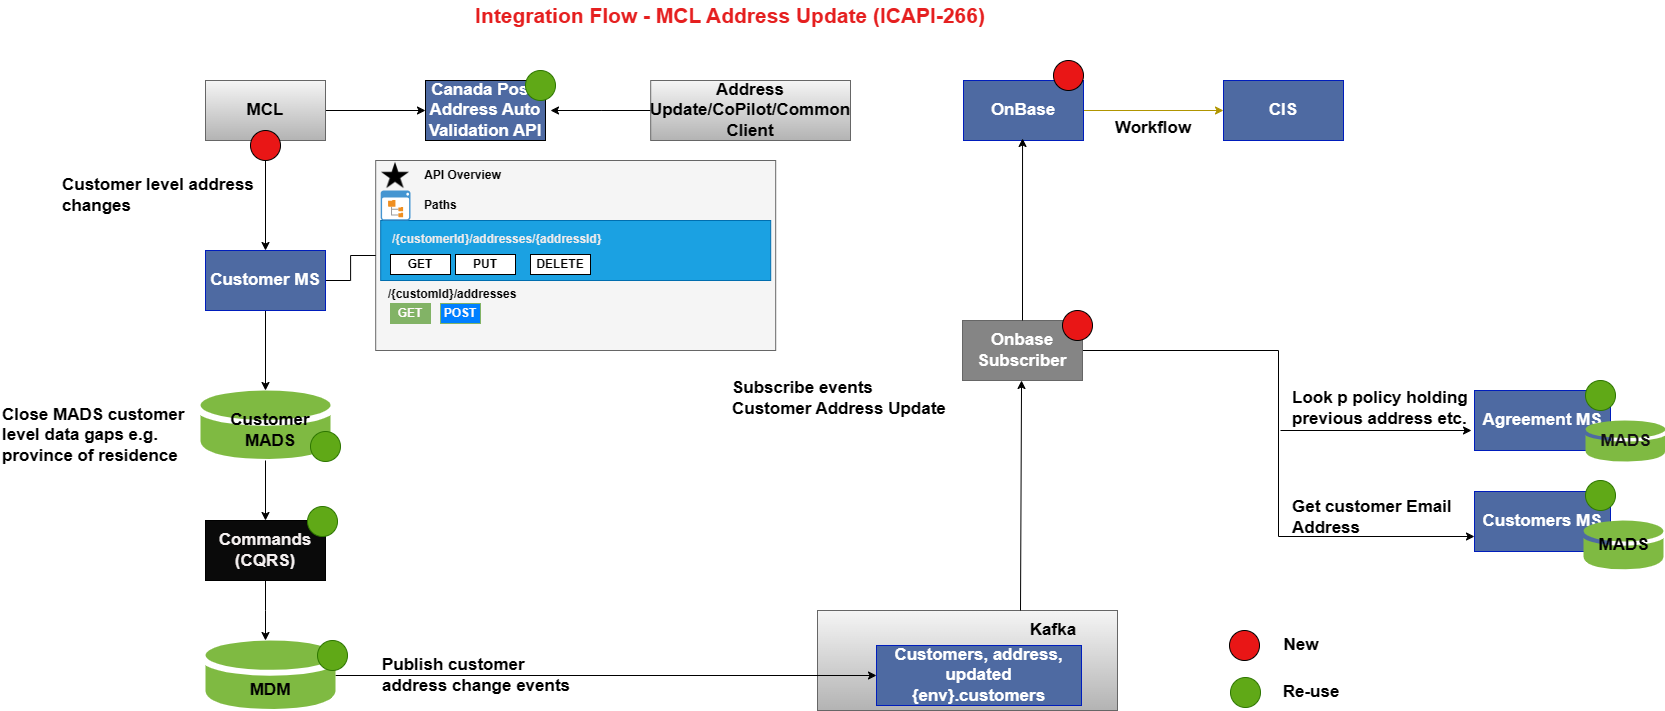 Integration Flow - MCL Address Update (ICAPI-266)
MCL
Canada Post
Address Auto
Validation API
Address
Update/CoPilot/Common
Client
OnBase
Workflow
CIS
Customer level address
changes
API Overview
Paths
/{customerId}/addresses/{addressId}
GET
PUT
DELETE
/{customId}/addresses
GET
POST
Customer MS
Close MADS customer
level data gaps e.g.
province of residence
Customer
MADS
Commands
(CQRS)
MDM
Publish customer
address change events
Kafka
Customers, address,
updated
{env}.customers
Subscribe events
Customer Address Update
Onbase
Subscriber
Look p policy holding
previous address etc.
Agreement MS
MADS
Get customer Email
Address
Customers MS
MADS
New
Re-use